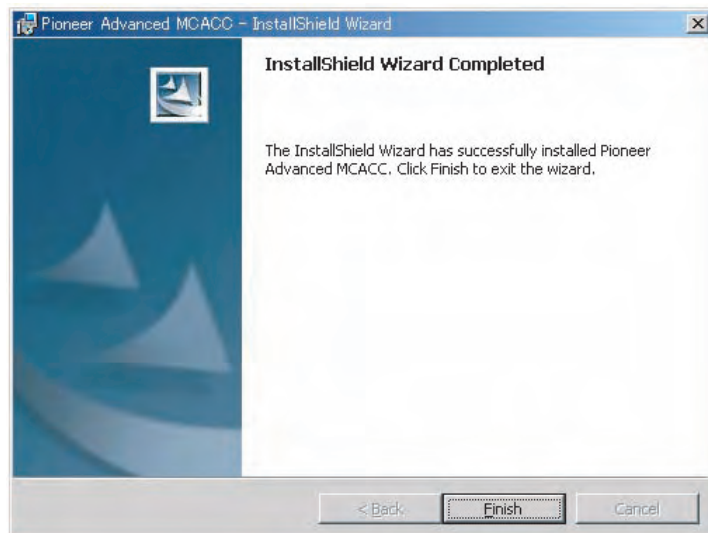 Pioneer Advanced MCACC - InstallShield Wizard
InstallShield Wizard Completed
The InstallShield Wizard has successfully installed Pioneer
Advanced MCACC. Click Finish to exit the wizard.
< Back
Finish
Cancel